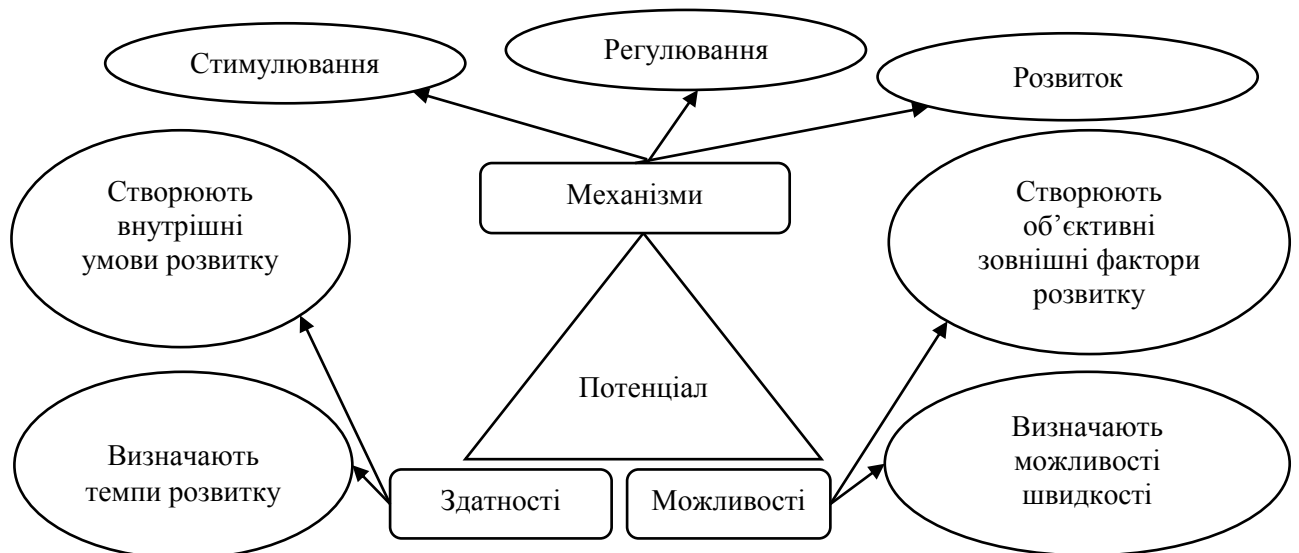 Стимулювання
Регулювання
Розвиток
Механізми
Створюють
внутрішні
умови розвитку
Створюють
об’єктивні
зовнішні фактори
розвитку
Потенціал
Визначають
темпи розвитку
Визначають
можливості
швидкості
Здатності
Можливості